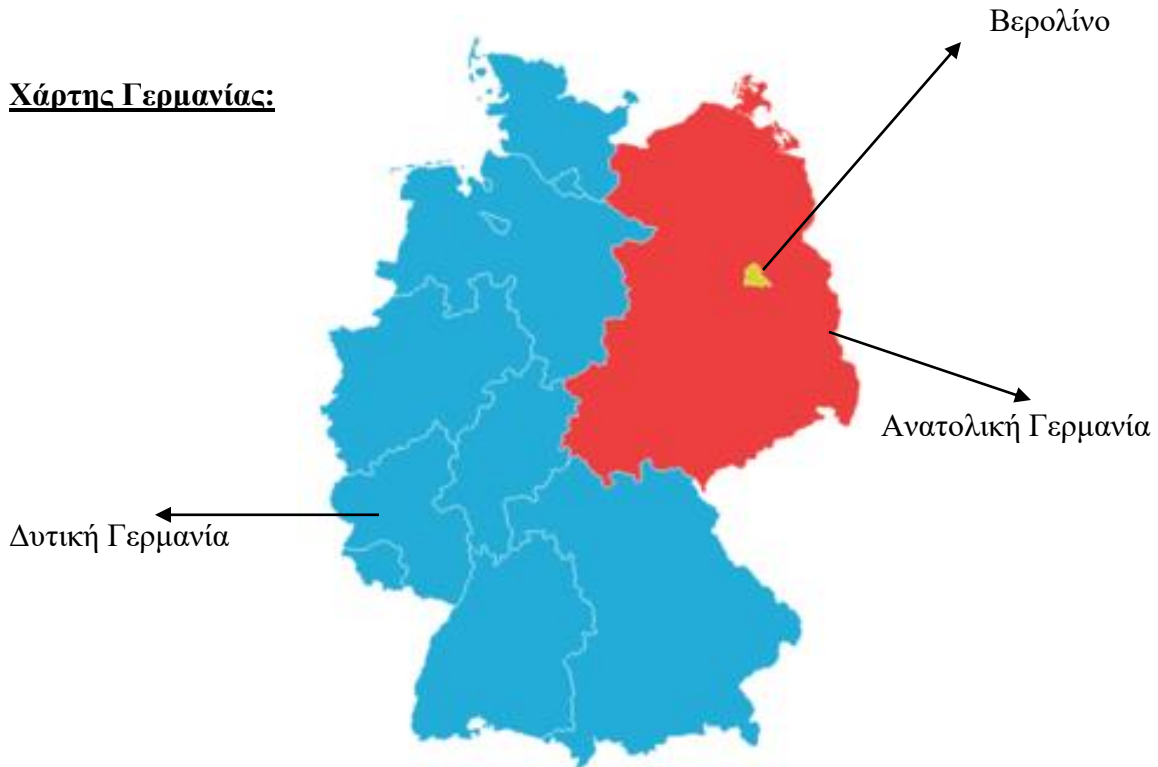 Βερολίνο
Χάρτης Γερμανίας:
Ανατολική Γερμανία
Δυτική Γερμανία